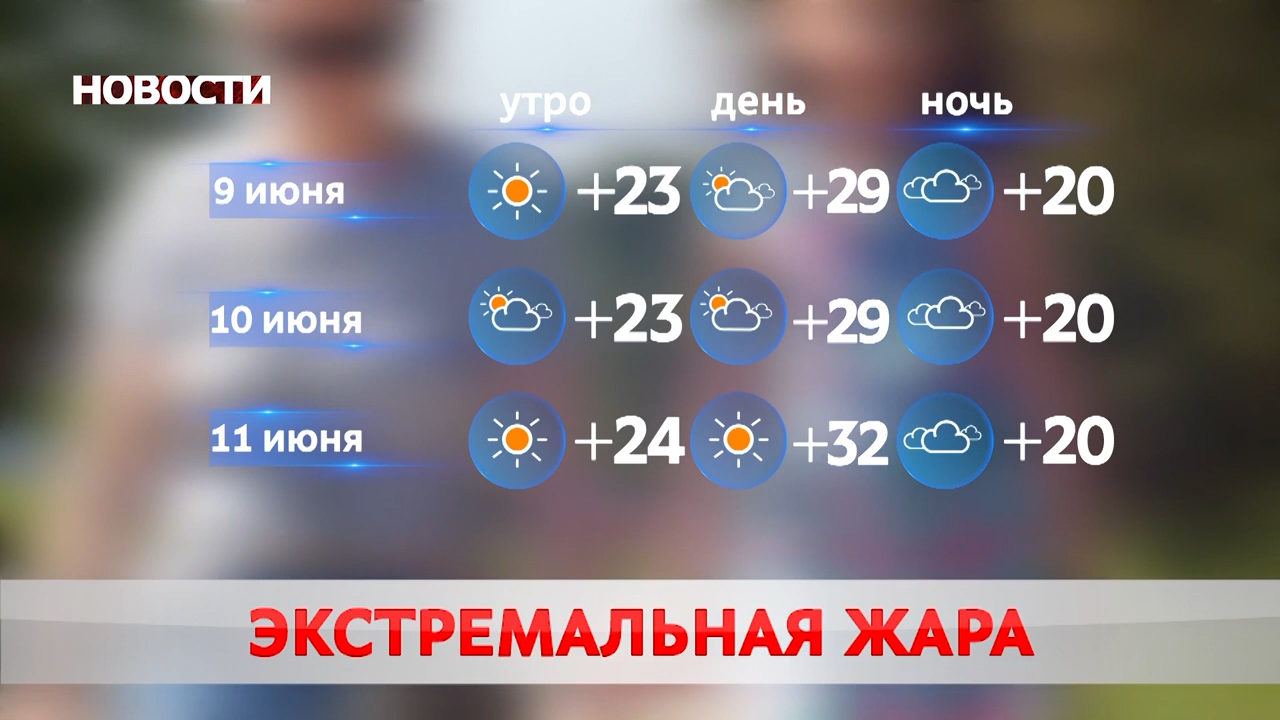 НОВОСТИ
утро день ночь
9 июня +23 +29 +20
10 июня +23 +29 +20
11 июня +24 +32 +20
ЭКСТРЕМАЛЬНАЯ ЖАРА